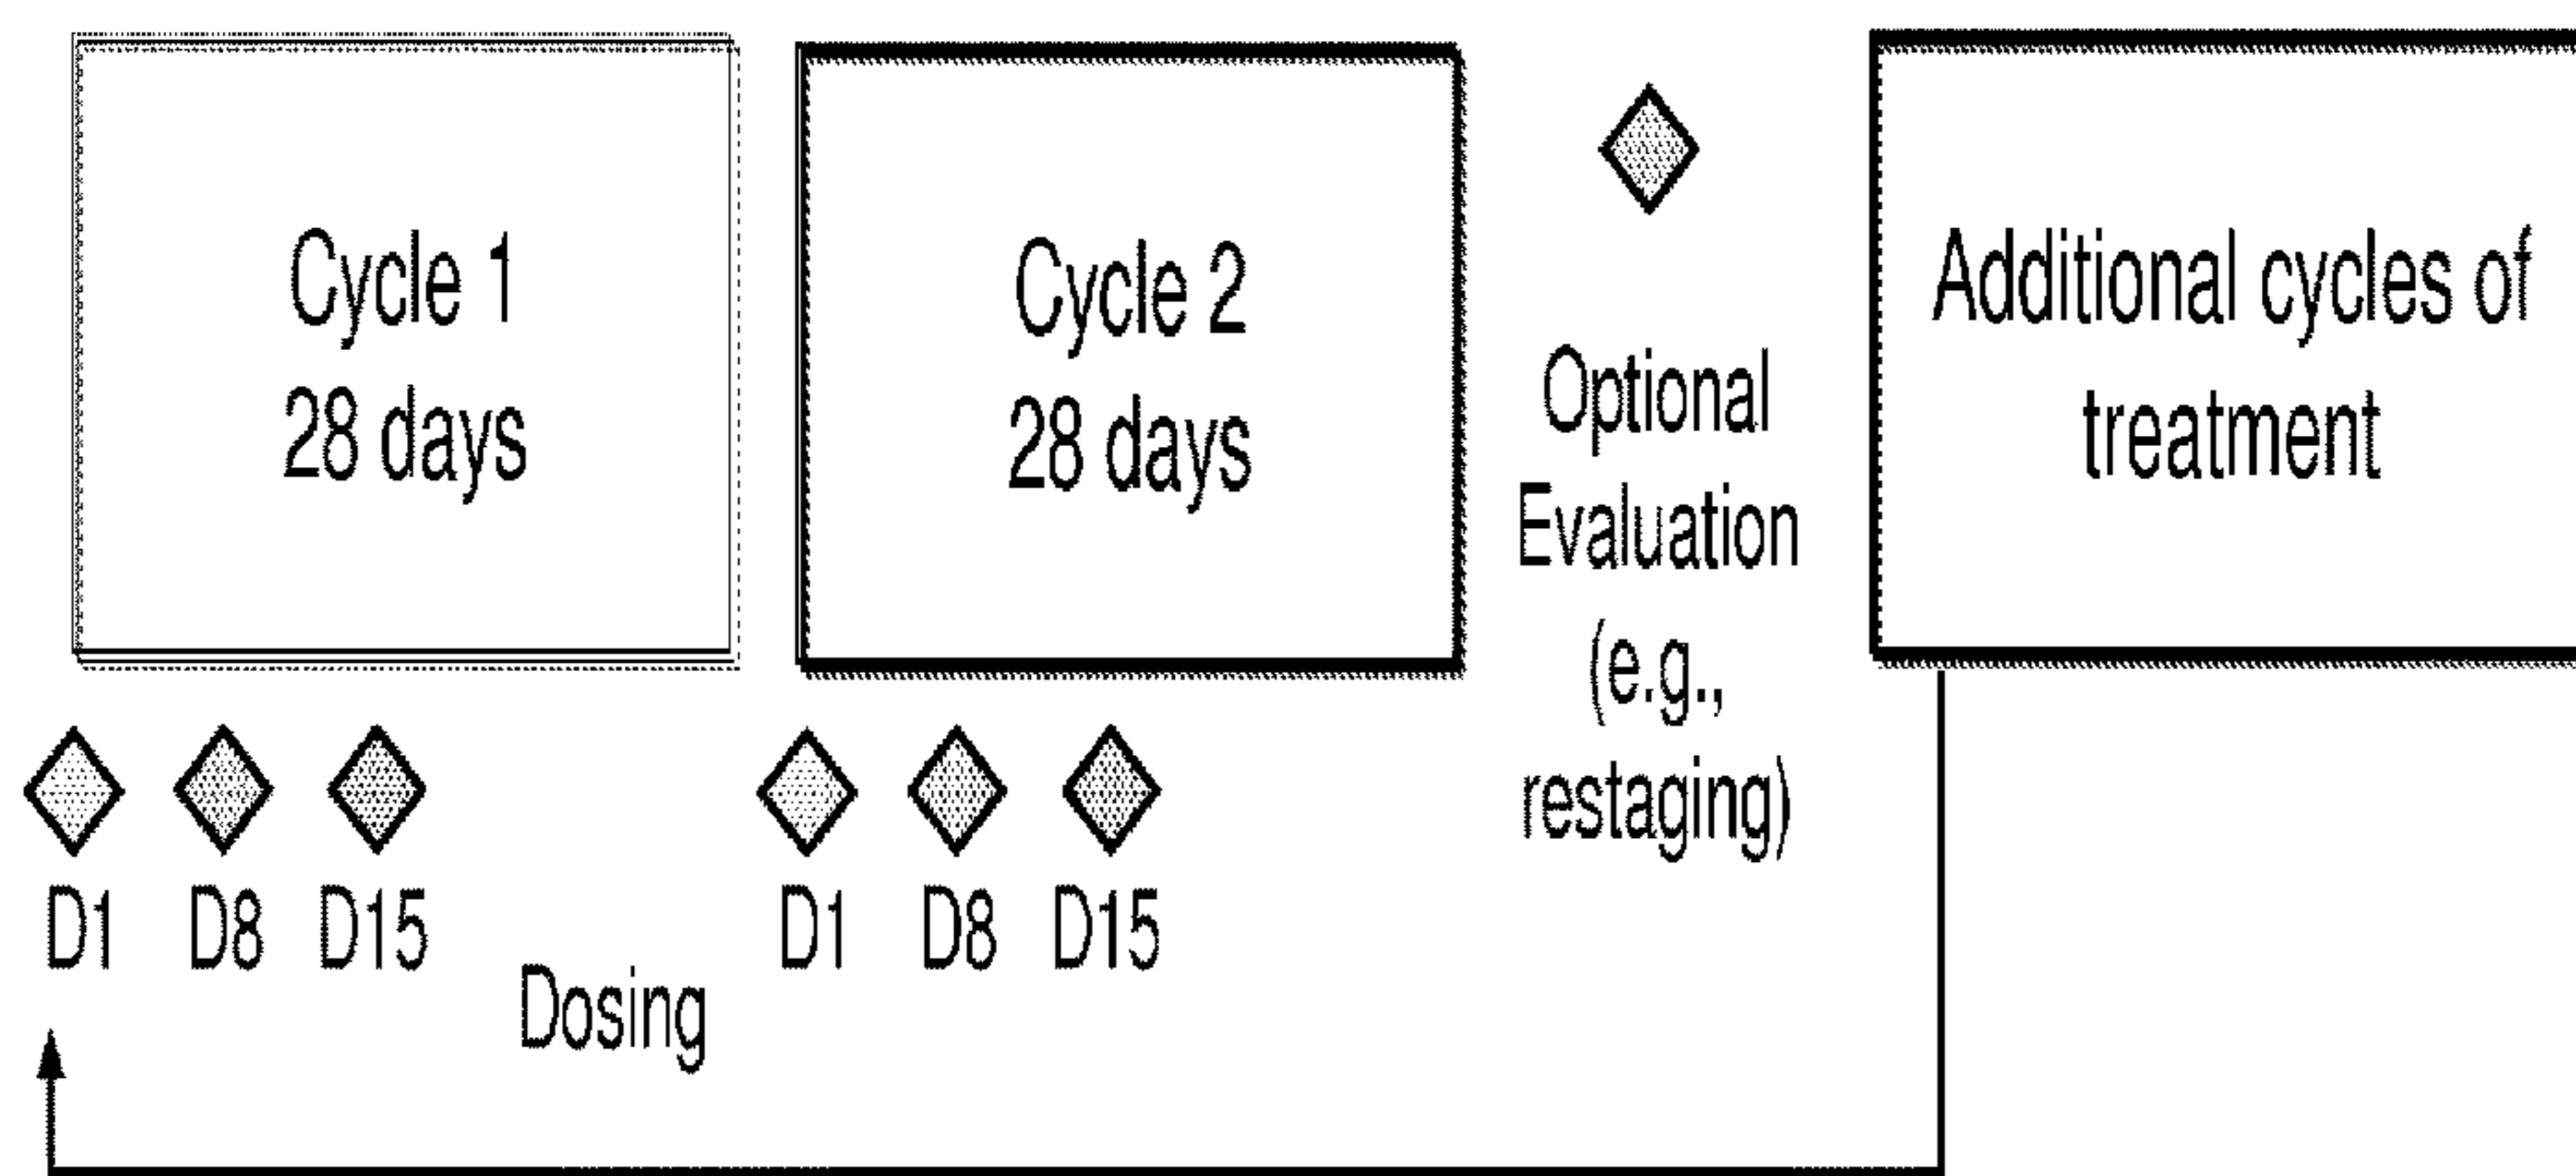 Cycle 1
28 days
Cycle 2
28 days
Optional
Evaluation
(e.g.,
restaging)
Additional cycles of
treatment
D1 D8 D15
Dosing
D1 D8 D15